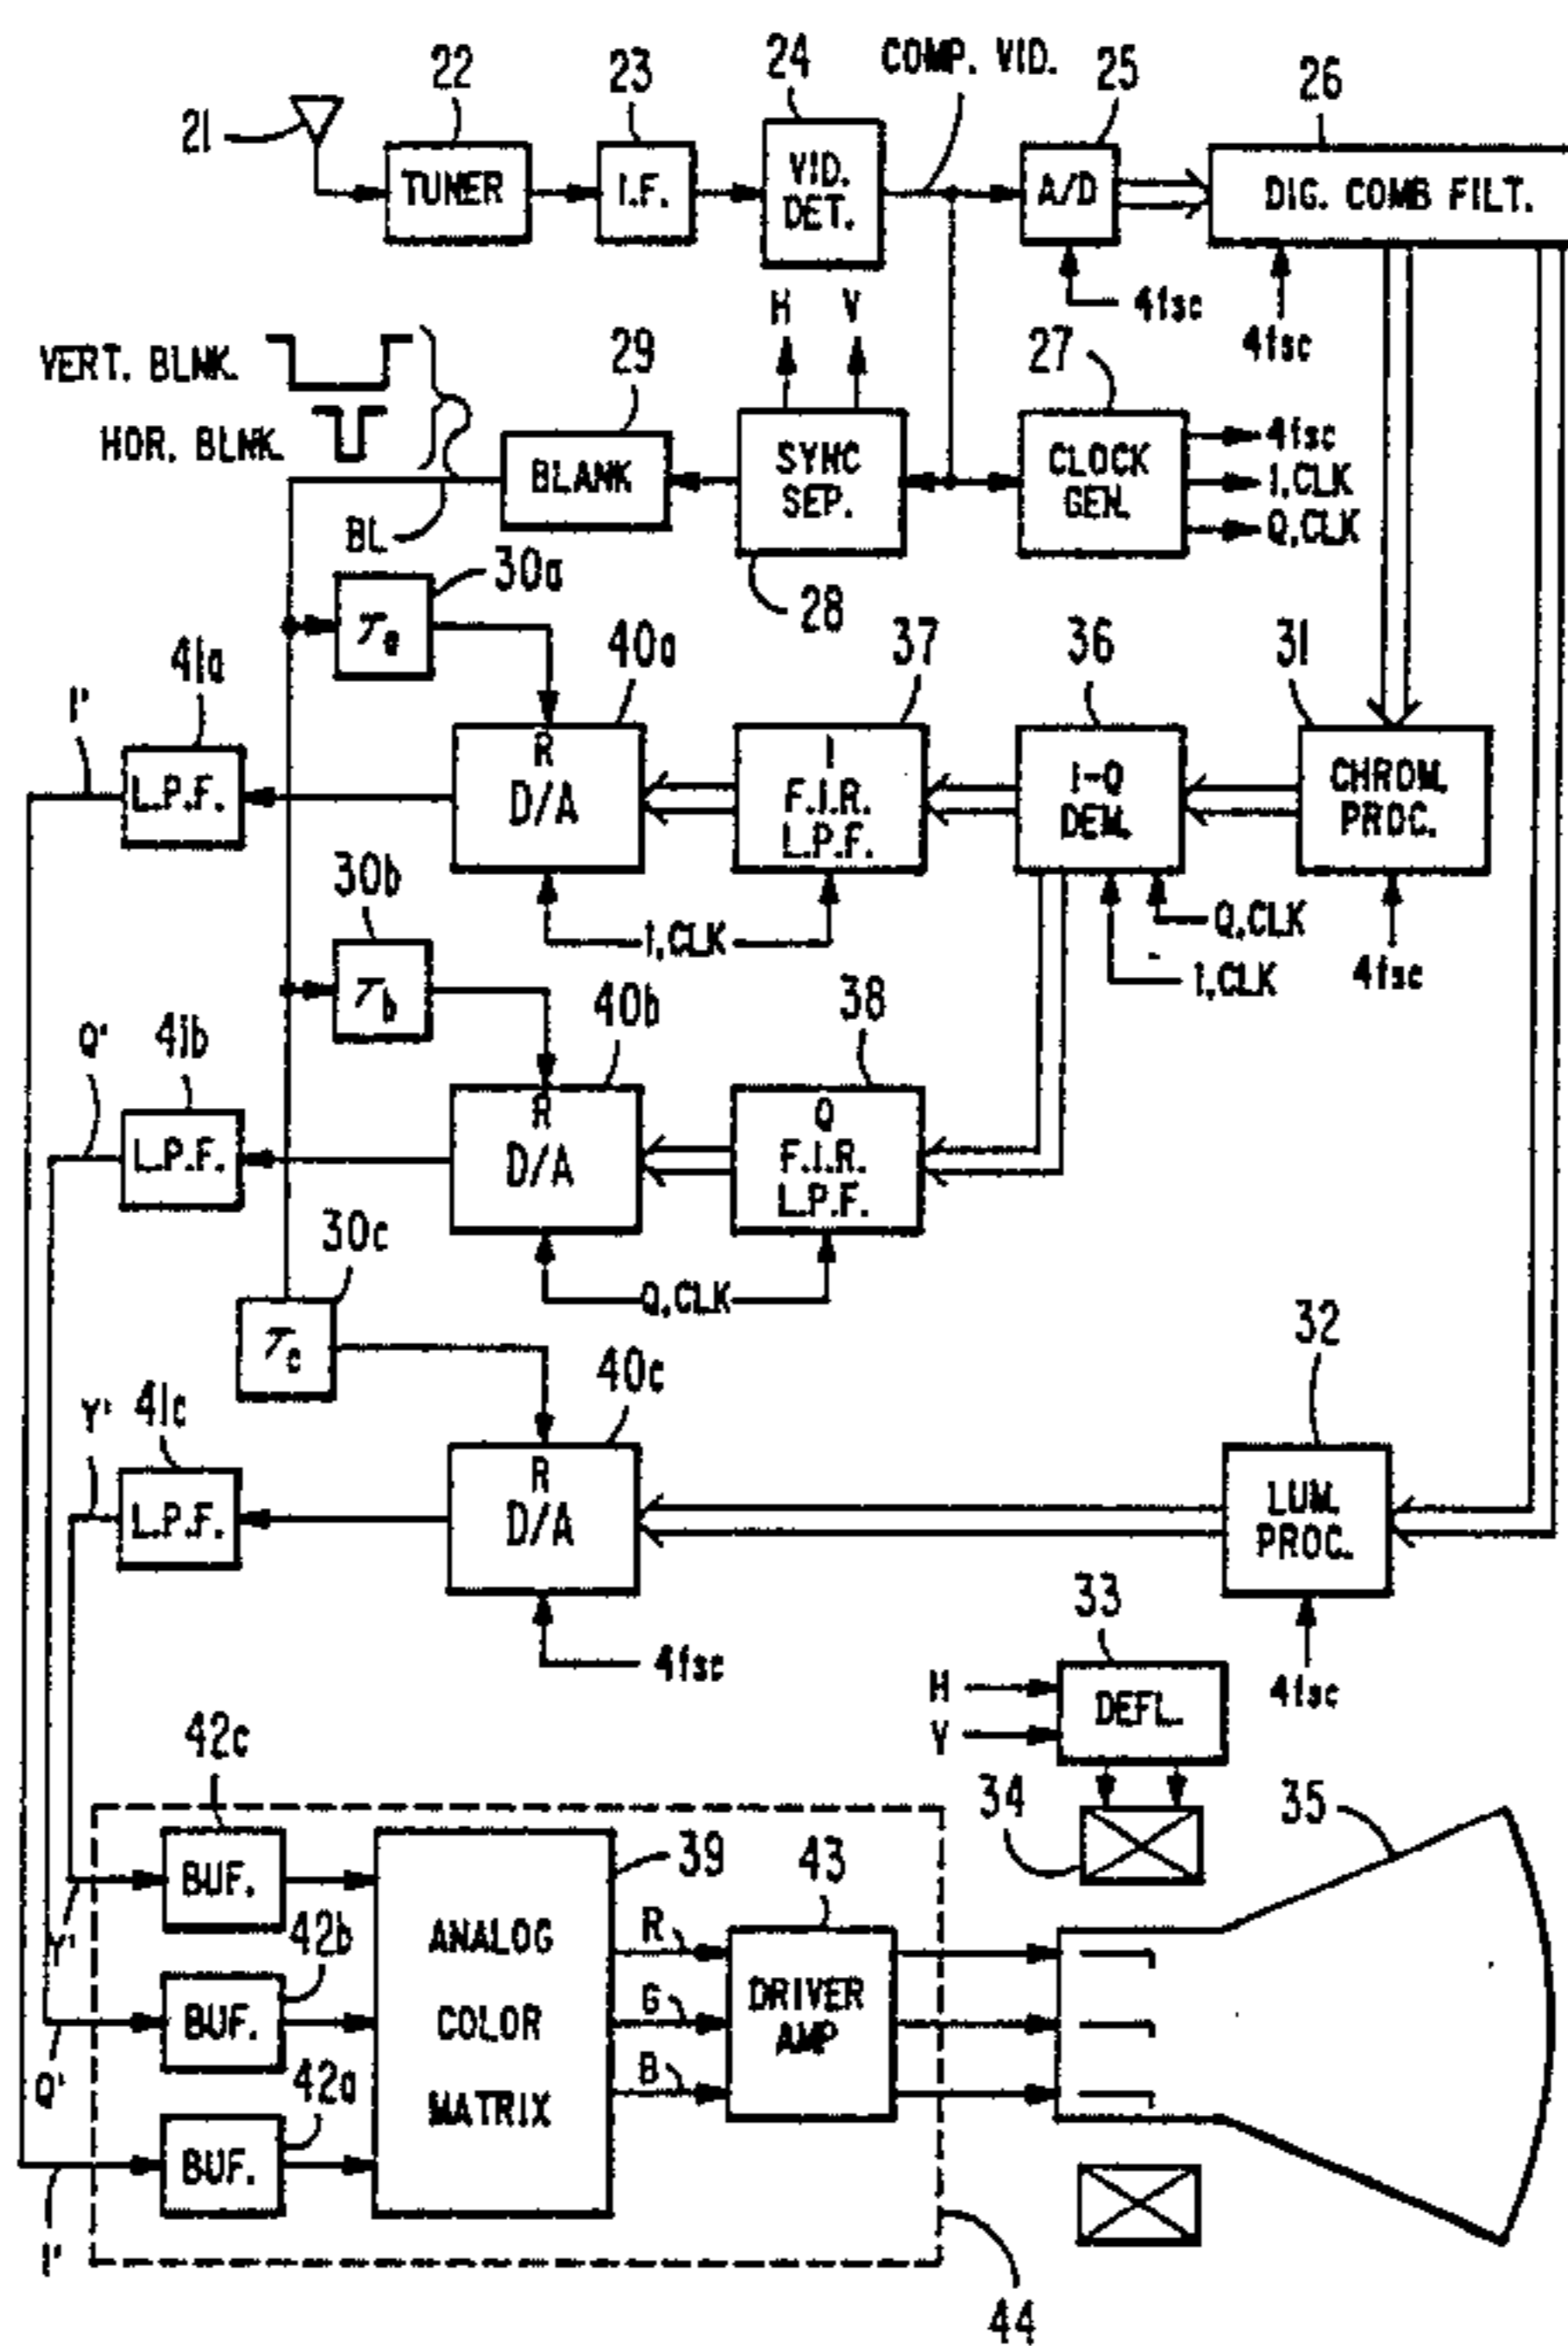 22
23
24
COMP. VID.
25
26
21
TUNER
I.F.
VID.
DET.
A/D
DIG. COMB FILT.
H
V
4fsc
4fsc
VERT. BLNK.
29
27
HOR. BLNK.
BLANK
SYNC
SEP.
CLOCK
GEN.
4fsc
I,CLK
Q,CLK
BL
30a
28
τa
41a
40a
37
36
31
I'
L.P.F.
R
D/A
I
F.I.R.
L.P.F.
I-Q
DEM.
CHROM.
PROC.
30b
I,CLK
Q,CLK
I,CLK
4fsc
τb
40b
38
Q'
41b
L.P.F.
R
D/A
Q
F.I.R.
L.P.F.
30c
Q,CLK
32
τc
40c
Y'
41c
L.P.F.
R
D/A
LUM.
PROC.
33
4fsc
H
V
DEFL.
4fsc
42c
34
35
BUF.
39
43
Y'
42b
ANALOG
COLOR
MATRIX
R
G
B
DRIVER
AMP
BUF.
Q'
42a
BUF.
I'
44